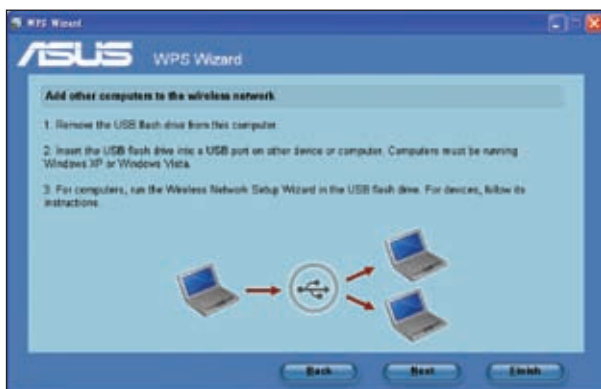 WPS Wizard
ASUS WPS Wizard
Add other computers to the wireless network
1. Remove the USB flash drive from this computer
2. Insert the USB flash drive into a USB port on other device or computer. Computers must be running
Windows XP or Windows Vista.
3. For computers, run the Wireless Network Setup Wizard in the USB flash drive. For devices, follow its
instructions.
Back Next Finish